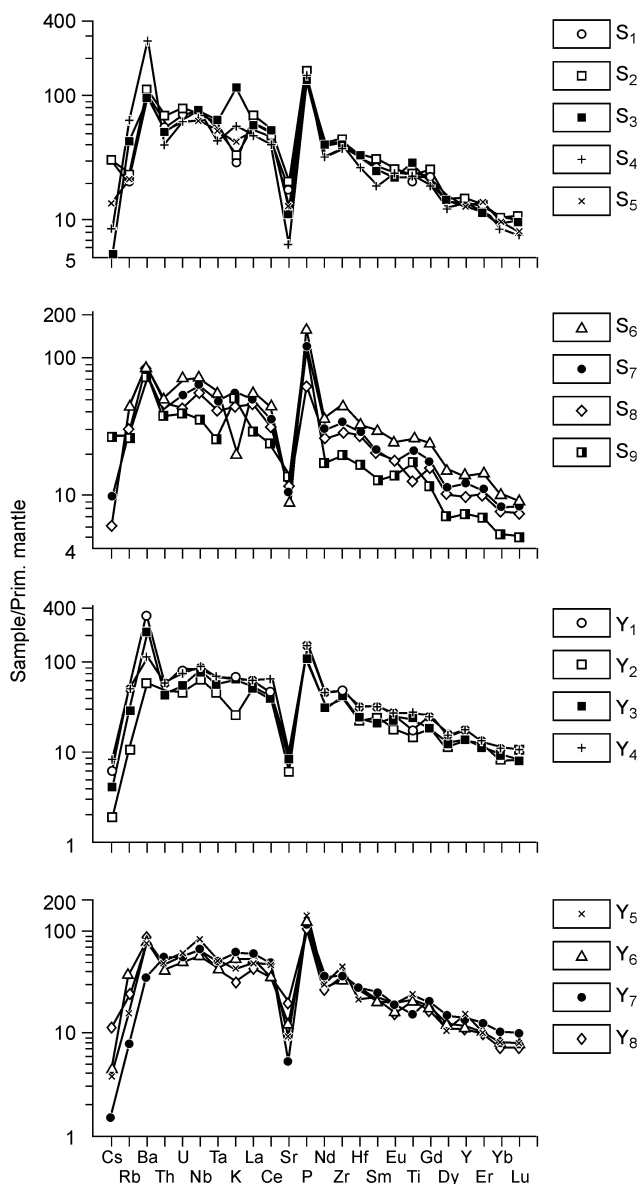 400
100
10
5
S1
S2
S3
S4
S5
200
100
10
4
S6
S7
S8
S9
Sample/Prim. mantle
400
100
10
1
Y1
Y2
Y3
Y4
200
100
10
1
Y5
Y6
Y7
Y8
Cs Ba U Ta La Sr Nd Hf Eu Gd Y Yb
Rb Th Nb K Ce P Zr Sm Ti Dy Er Lu